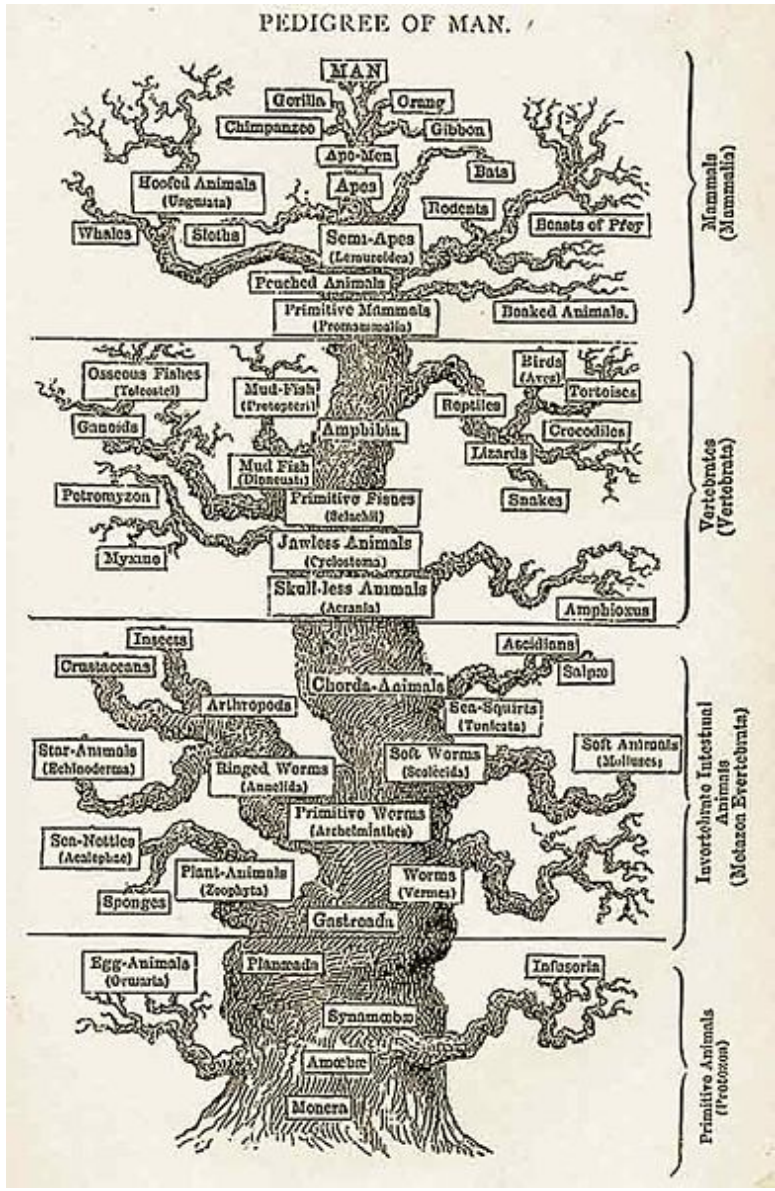 PEDIGREE OF MAN.
MAN
Gorilla
Orang
Chimpanzee
Gibbon
Ape-Men
Apes
Bats
Hoofed Animals
(Ungulata)
Rodents
Whales
Sloths
Semi-Apes
(Lemuroidea)
Beasts of Prey
Pouched Animals
Primitive Mammals
(Promammalia)
Beaked Animals.
Mammals
(Mammalia)
Osseous Fishes
(Teleostei)
Mud-Fish
(Protopteri)
Birds
(Aves)
Tortoises
Ganoids
Amphibia
Reptiles
Crocodiles
Lizards
Mud Fish
(Dipneusti)
Petromyzon
Primitive Fishes
(Selachii)
Snakes
Jawless Animals
(Cyclostoma)
Myxine
Skull-less Animals
(Acrania)
Amphioxus
Vertebrates
(Vertebrata)
Insects
Ascidians
Crustaceans
Salpæ
Chorda-Animals
Arthropods
Sea-Squirts
(Tunicata)
Star-Animals
(Echinoderma)
Ringed Worms
(Annelida)
Soft Worms
(Scolecida)
Soft Animals
(Molluscs)
Primitive Worms
(Archelminthes)
Sea-Nettles
(Acalephae)
Plant-Animals
(Zoophyta)
Worms
(Vermes)
Sponges
Gastreada
Invertebrate Intestinal
Animals
(Metazoa Evertebrata)
Egg-Animals
(Ovularia)
Planæada
Infusoria
Synamœbæ
Amœbæ
Monera
Primitive Animals
(Protozoa)